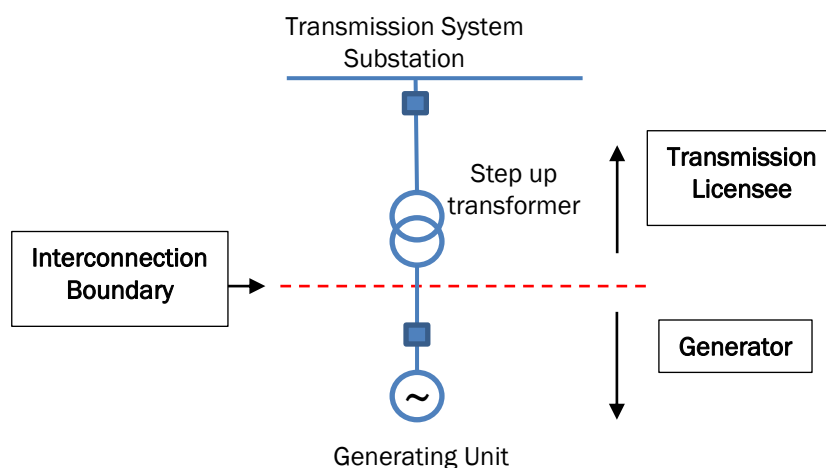 Transmission System
Substation
Step up
transformer
Transmission
Licensee
Interconnection
Boundary
Generator
~
Generating Unit